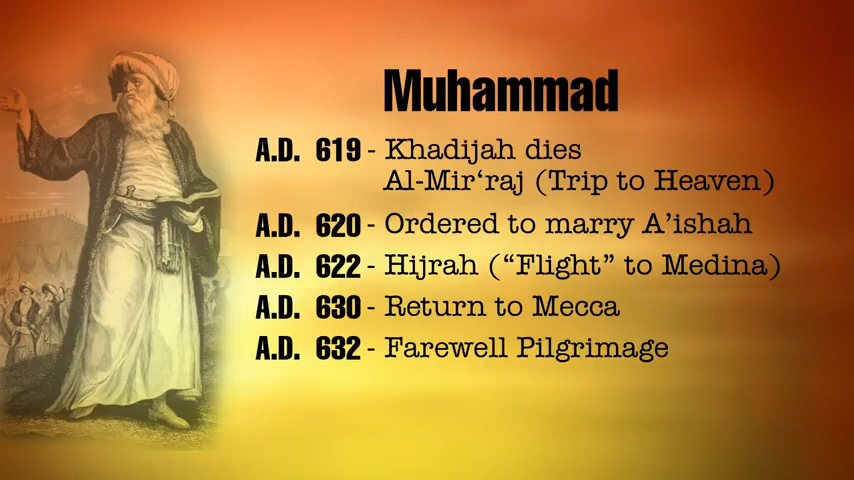 Muhammad
A.D. 619 - Khadijah dies
Al-Mir‘raj (Trip to Heaven)
A.D. 620 - Ordered to marry A’ishah
A.D. 622 - Hijrah (“Flight” to Medina)
A.D. 630 - Return to Mecca
A.D. 632 - Farewell Pilgrimage